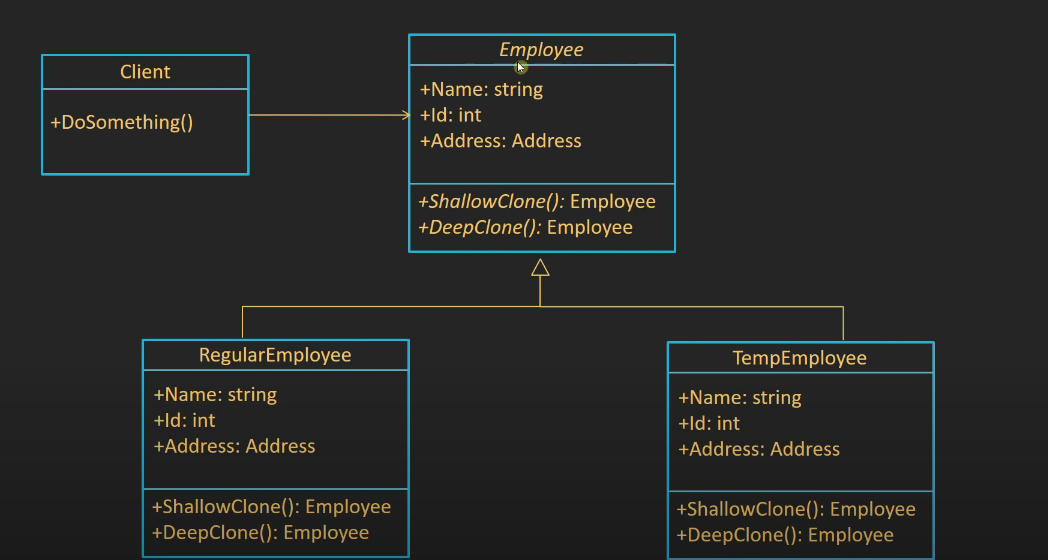 Client
+DoSomething()
Employee
+Name: string
+Id: int
+Address: Address
+ShallowClone(): Employee
+DeepClone(): Employee
RegularEmployee
+Name: string
+Id: int
+Address: Address
+ShallowClone(): Employee
+DeepClone(): Employee
TempEmployee
+Name: string
+Id: int
+Address: Address
+ShallowClone(): Employee
+DeepClone(): Employee